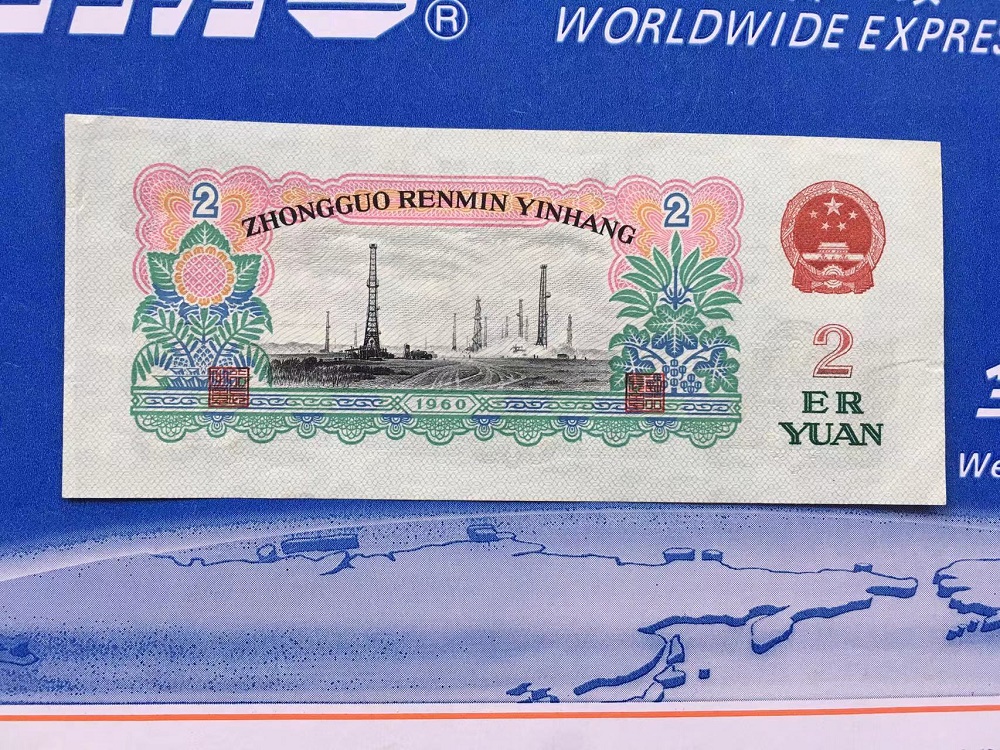 ®
WORLDWIDE EXPRES
2
ZHONGGUO RENMIN YINHANG
2
2
ER
YUAN
1960
We